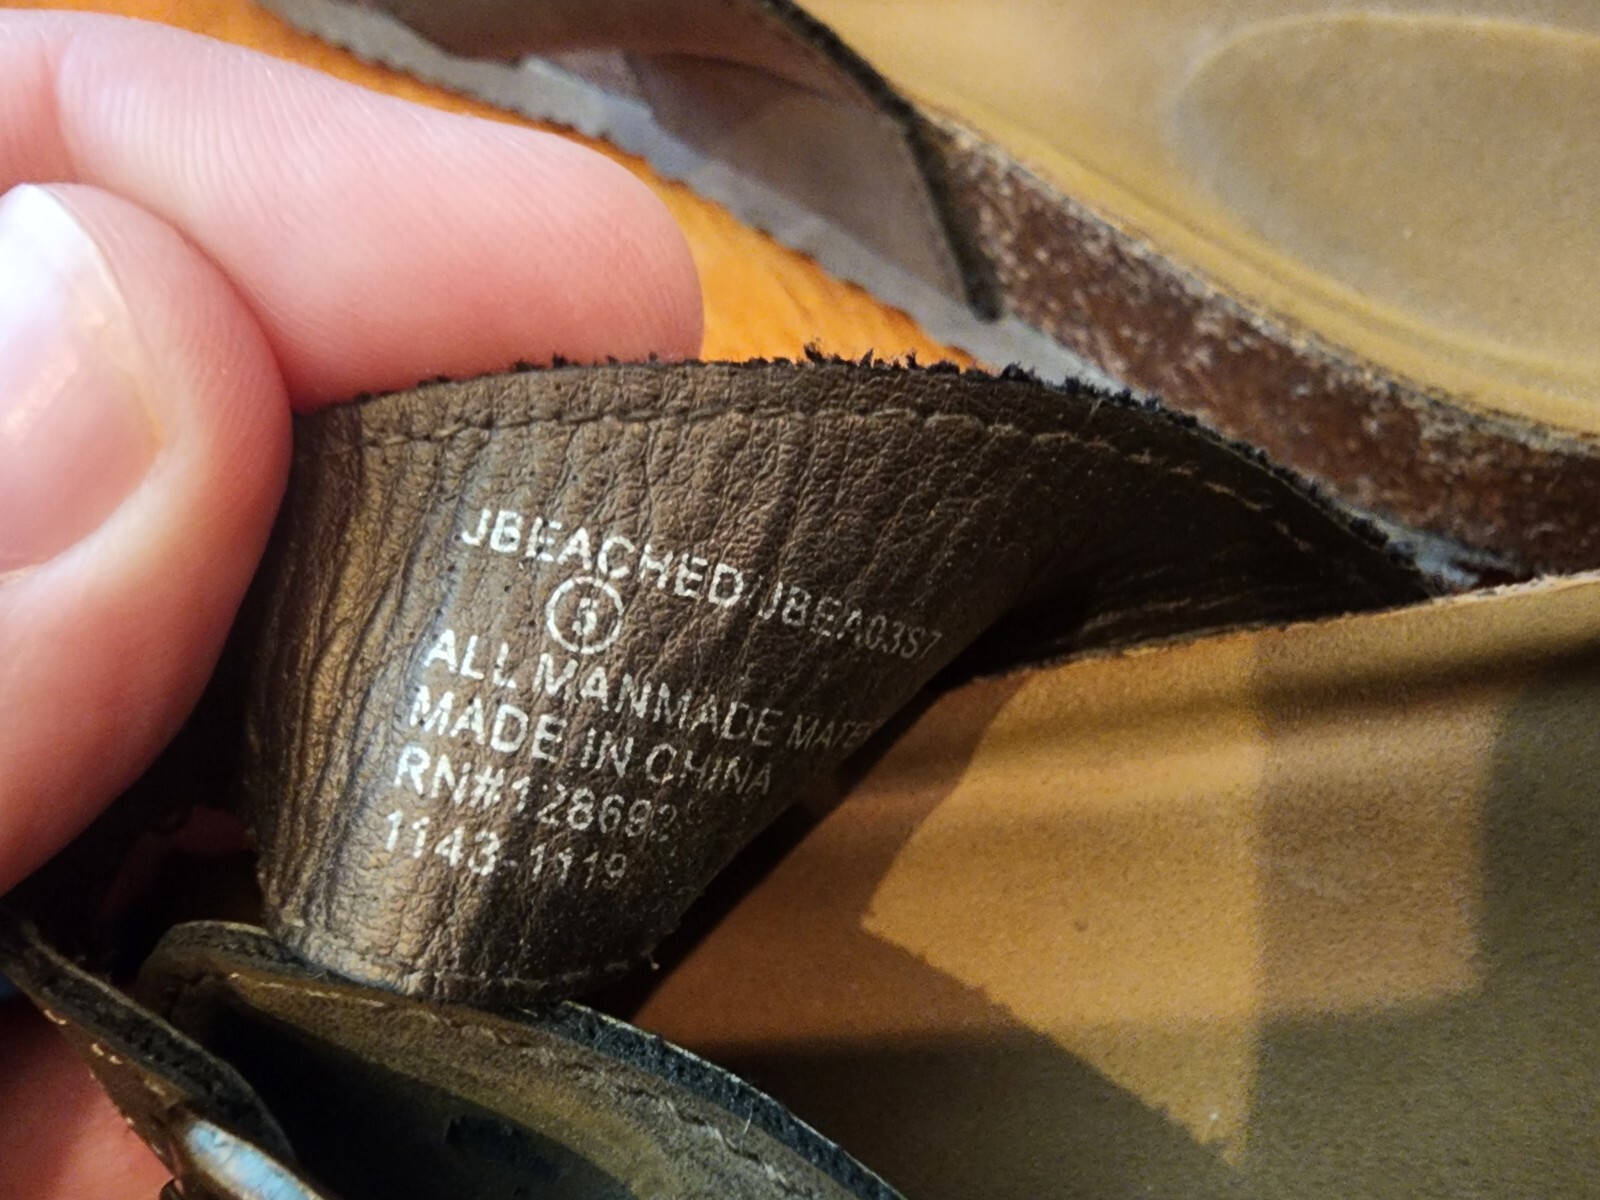 JBEACHED/JBEA03S7
5
ALL MANMADE MATE
MADE IN CHINA
RN#128692
1143-1119